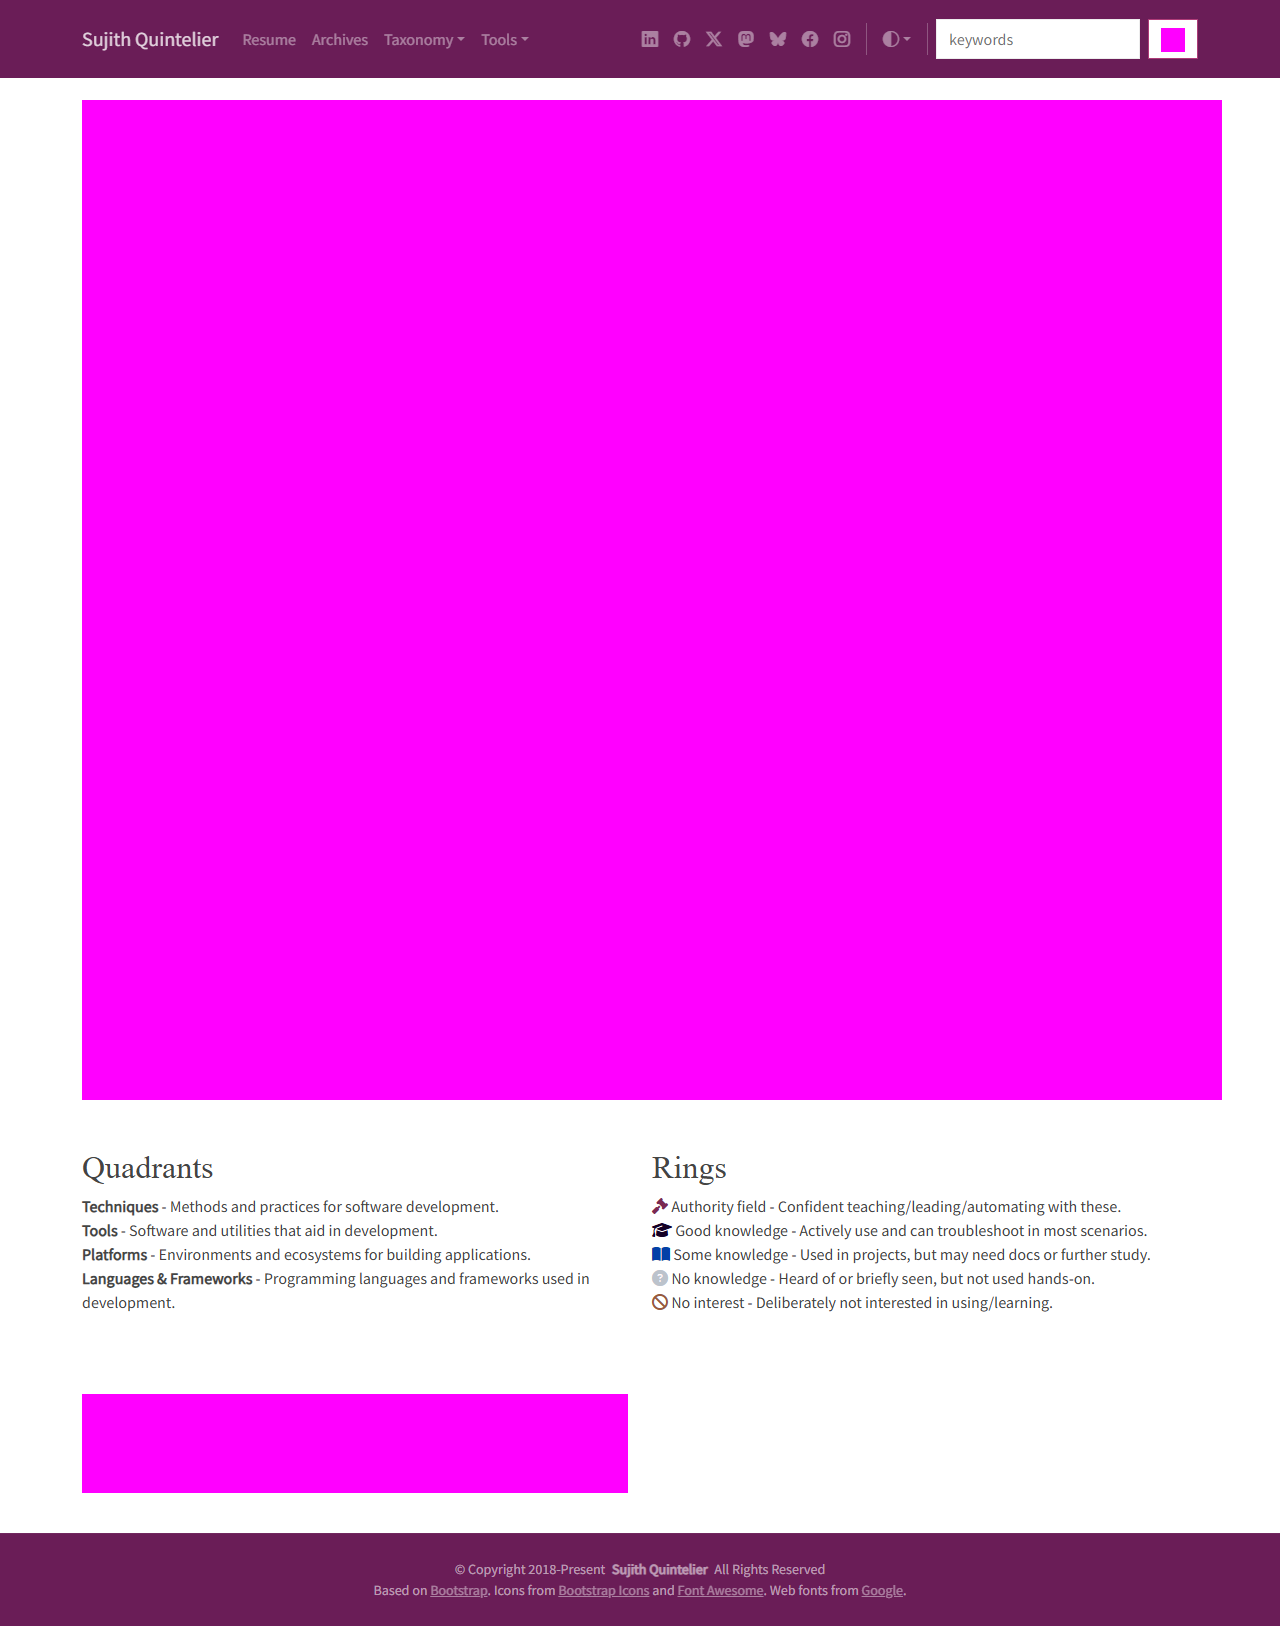 Sujith Quintelier Resume Archives Taxonomy Tools keywords
Quadrants
Techniques - Methods and practices for software development.
Tools - Software and utilities that aid in development.
Platforms - Environments and ecosystems for building applications.
Languages & Frameworks - Programming languages and frameworks used in
development.
Rings
Authority field - Confident teaching/leading/automating with these.
Good knowledge - Actively use and can troubleshoot in most scenarios.
Some knowledge - Used in projects, but may need docs or further study.
No knowledge - Heard of or briefly seen, but not used hands-on.
No interest - Deliberately not interested in using/learning.
© Copyright 2018-Present Sujith Quintelier All Rights Reserved
Based on Bootstrap. Icons from Bootstrap Icons and Font Awesome. Web fonts from Google.